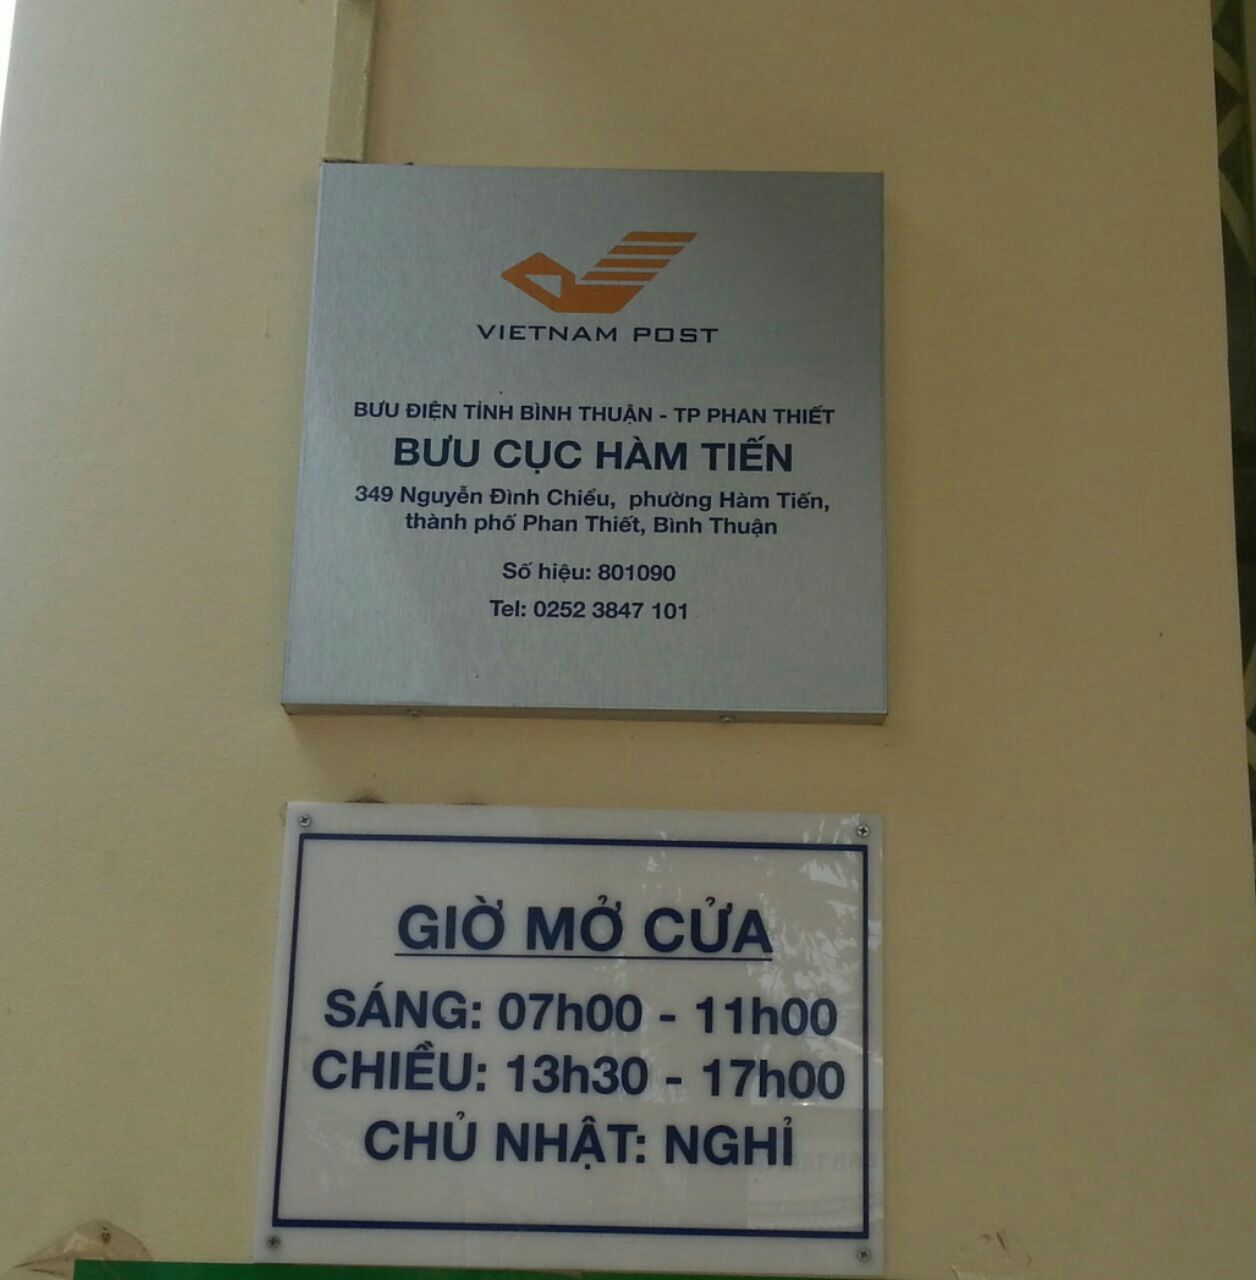 VIETNAM POST
BƯU ĐIỆN TỈNH BÌNH THUẬN - TP PHAN THIẾT
BƯU CỤC HÀM TIẾN
349 Nguyễn Đình Chiểu, phường Hàm Tiến,
thành phố Phan Thiết, Bình Thuận
Số hiệu: 801090
Tel: 0252 3847 101
GIỜ MỞ CỬA
SÁNG: 07h00 - 11h00
CHIỀU: 13h30 - 17h00
CHỦ NHẬT: NGHỈ